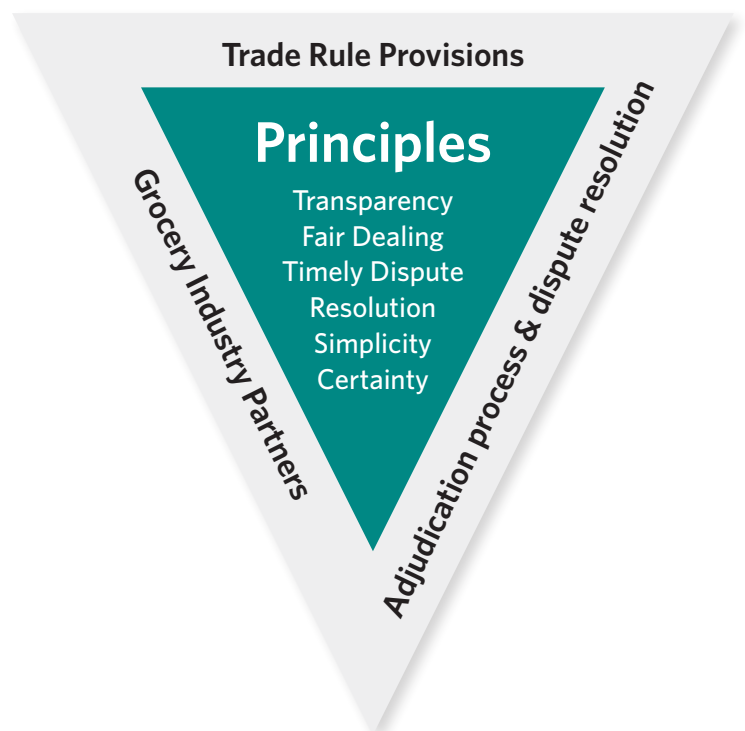 Trade Rule Provisions
Principles
Transparency
Fair Dealing
Timely Dispute
Resolution
Simplicity
Certainty
Grocery Industry Partners
Adjudication process & dispute resolution